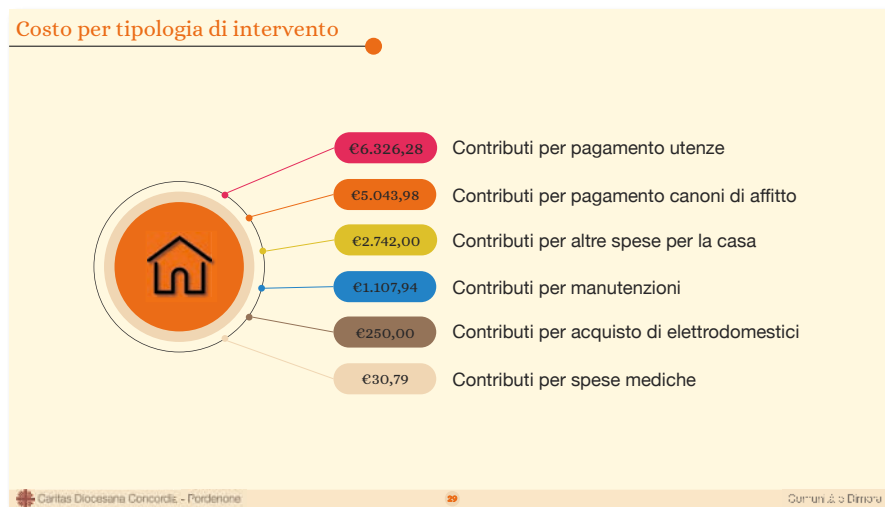 Costo per tipologia di intervento
€6.326,28 Contributi per pagamento utenze
€5.043,98 Contributi per pagamento canoni di affitto
€2.742,00 Contributi per altre spese per la casa
€1.107,94 Contributi per manutenzioni
€250,00 Contributi per acquisto di elettrodomestici
€30,79 Contributi per spese mediche
Caritas Diocesana Concordia - Pordenone 29 Comunità è Dimora